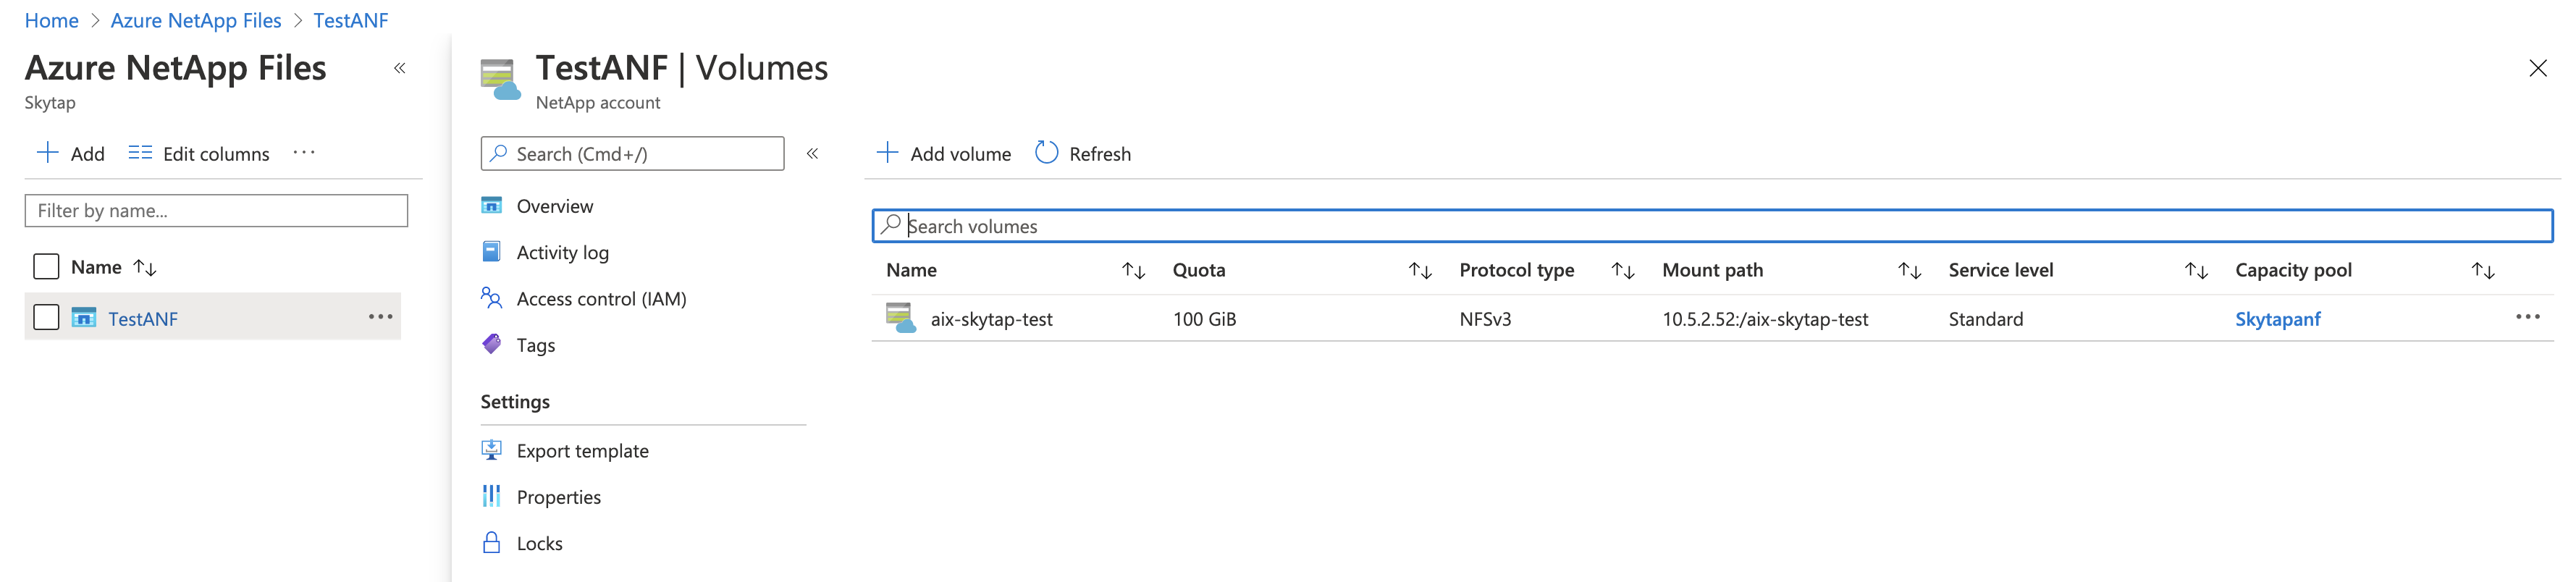 Home > Azure NetApp Files > TestANF
Azure NetApp Files
Skytap
Add
Edit columns
Filter by name...
Name
TestANF
TestANF | Volumes
NetApp account
Search (Cmd+/)
Overview
Activity log
Access control (IAM)
Tags
Settings
Export template
Properties
Locks
Add volume
Refresh
Search volumes
Name Quota Protocol type Mount path Service level Capacity pool
aix-skytap-test 100 GiB NFSv3 10.5.2.52:/aix-skytap-test Standard Skytapanf